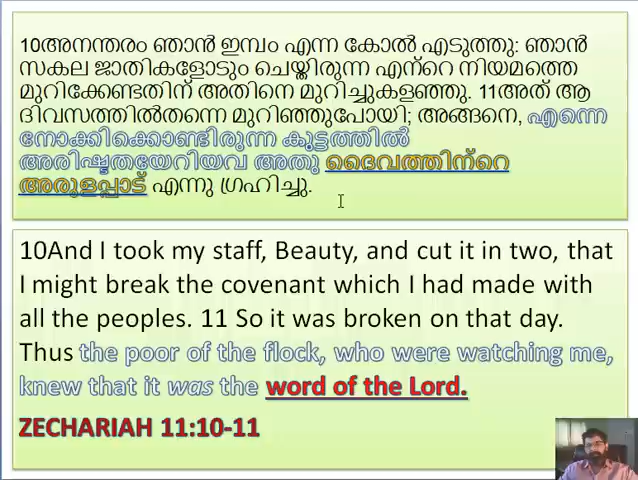 10അനന്തരം ഞാൻ ഇമ്പം എന്ന കോൽ എടുത്തു: ഞാൻ
സകല ജാതികളോടും ചെയ്തിരുന്ന എന്റെ നിയമത്തെ
മുറിക്കേണ്ടതിന് അതിനെ മുറിച്ചുകളഞ്ഞു. 11അത് ആ
ദിവസത്തിൽതന്നെ മുറിഞ്ഞുപോയി; അങ്ങനെ, എന്നെ
നോക്കിക്കൊണ്ടിരുന്ന കൂട്ടത്തിൽ
അരിഷ്ടതയേറിയവ അതു ദൈവത്തിന്റെ
അരുളപ്പാട് എന്നു ഗ്രഹിച്ചു.
10And I took my staff, Beauty, and cut it in two, that
I might break the covenant which I had made with
all the peoples. 11 So it was broken on that day.
Thus the poor of the flock, who were watching me,
knew that it was the word of the Lord.
ZECHARIAH 11:10-11